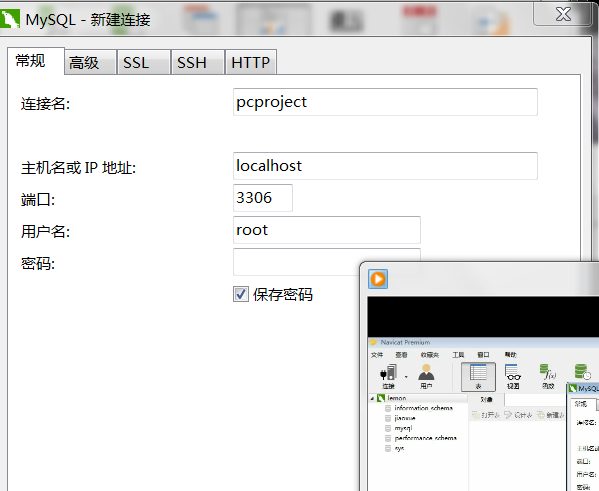 MySQL - 新建连接
常规 高级 SSL SSH HTTP
连接名: pcproject
主机名或 IP 地址: localhost
端口: 3306
用户名: root
密码:
保存密码
Navicat Premium
文件 查看 收藏夹 工具 窗口 帮助
连接 用户 表 视图 函数
lemon
information_schema
jiaoxue
mysql
performance_schema
sys
对象
打开表 设计表 新建表
MySQL
常规
连接名:
主机名或
端口:
用户名:
密码: